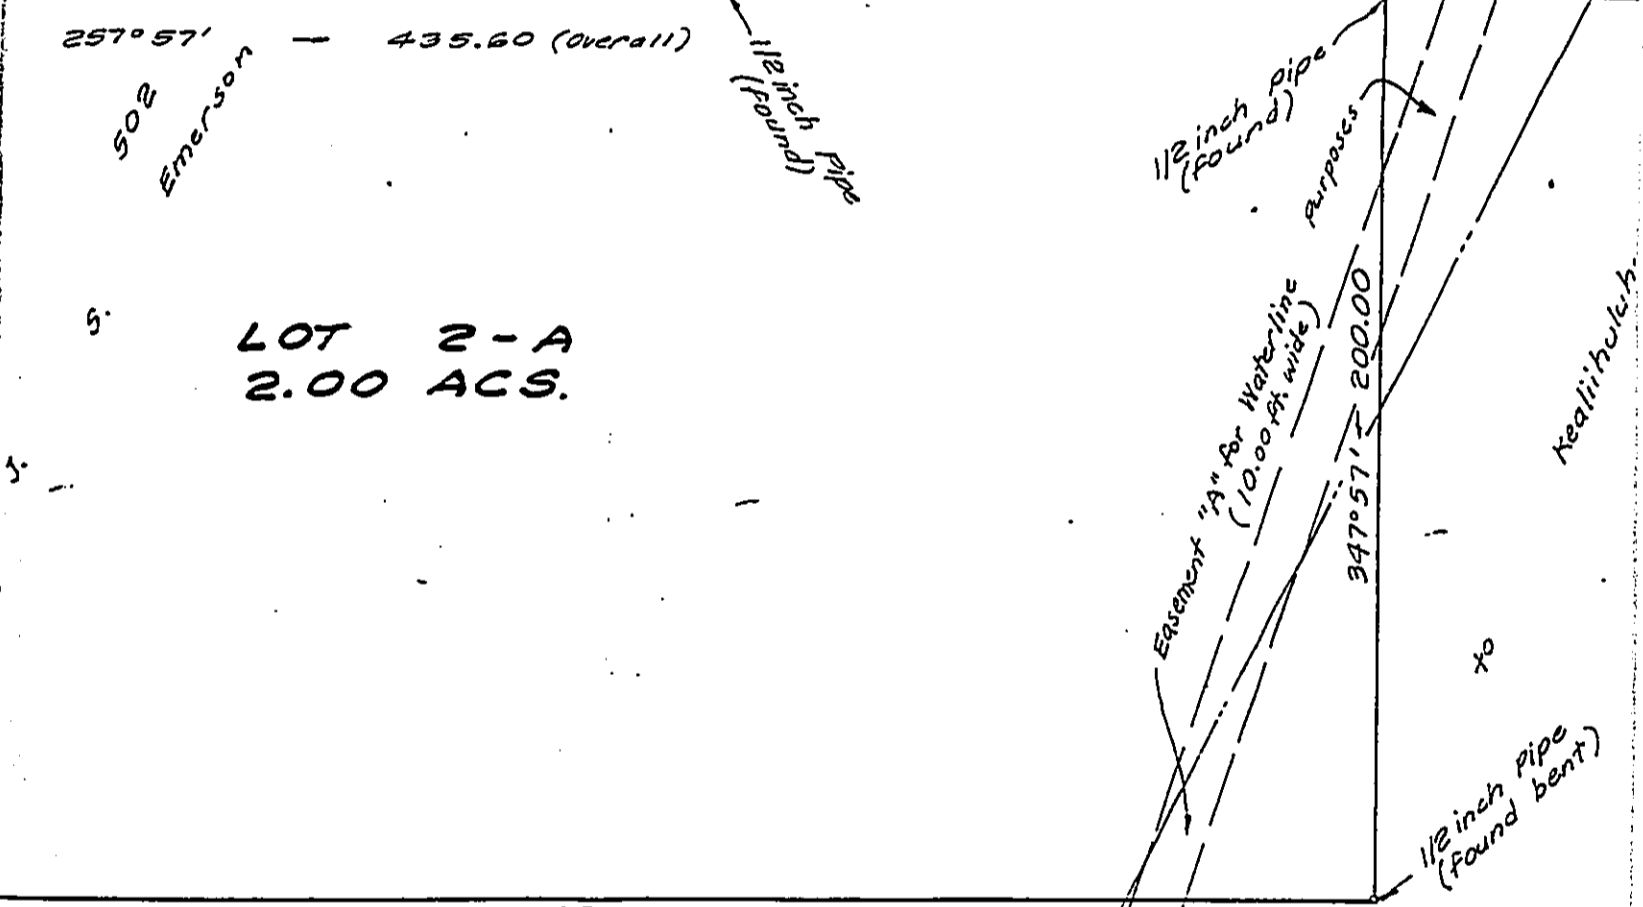 257°57' — 435.60 (Overall)
502
Emerson
1/2 inch pipe
(found)
1/2 inch pipe
(found)
purposes
LOT 2-A
2.00 ACS.
Easement "A" for Waterline
(10.00 ft. wide)
347°57' — 200.00
to
1/2 inch pipe
(found bent)